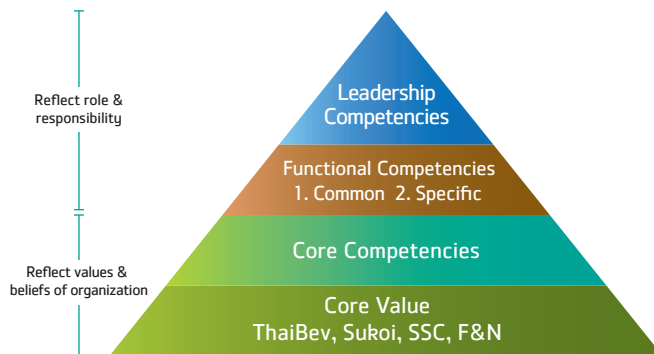 Reflect role &
responsibility
Reflect values &
beliefs of organization
Leadership
Competencies
Functional Competencies
1. Common 2. Specific
Core Competencies
Core Value
ThaiBev, Sukoi, SSC, F&N